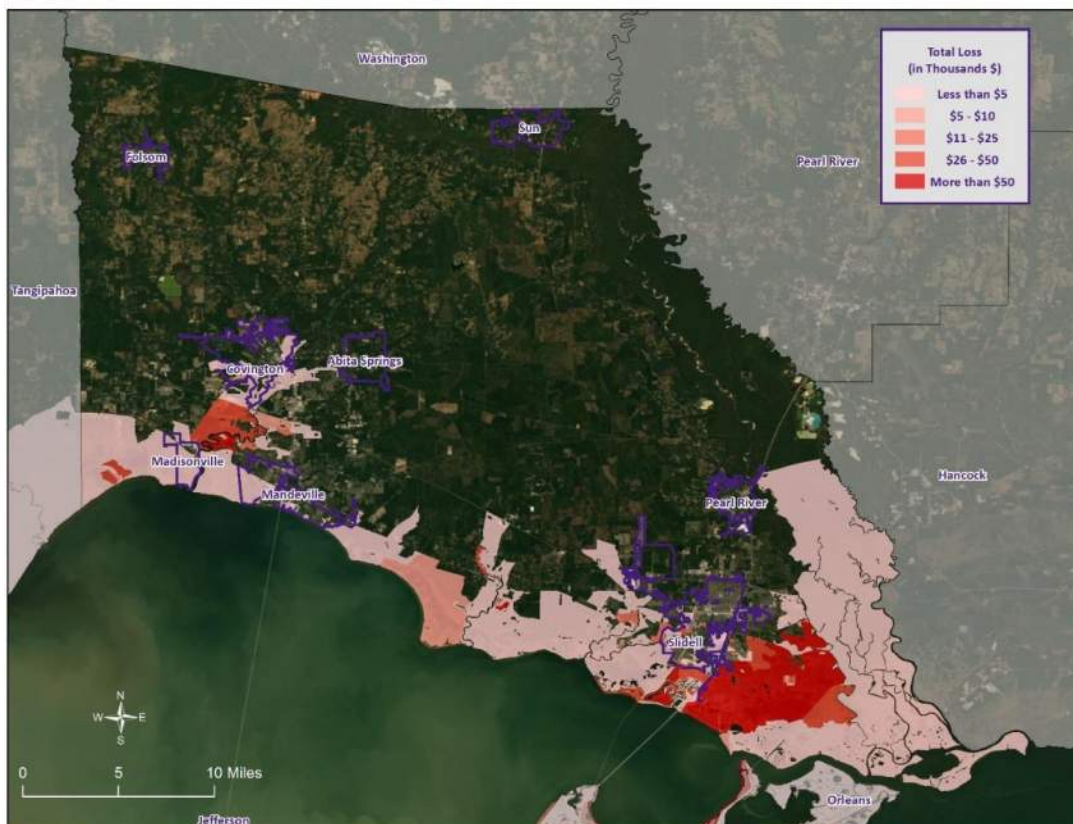 Total Loss
(in Thousands $)
Less than $5
$5 - $10
$11 - $25
$26 - $50
More than $50
Washington
Sun
Folsom
Pearl River
Tangipahoa
Covington
Abita Springs
Madisonville
Mandeville
Pearl River
Hancock
Slidell
N
W
E
S
0
5
10 Miles
Orleans
Jefferson